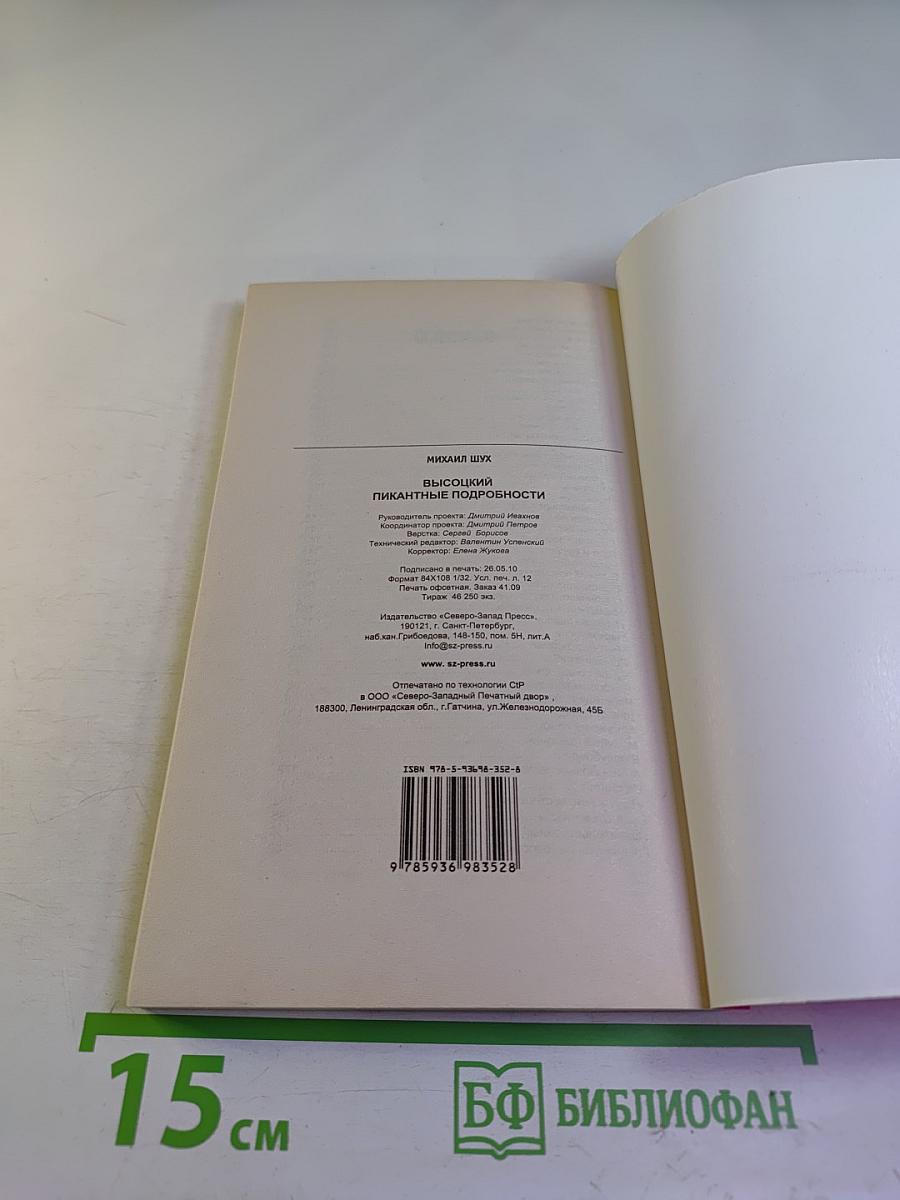 МИХАИЛ ШУХ
ВЫСОЦКИЙ
ПИКАНТНЫЕ ПОДРОБНОСТИ
Руководитель проекта: Дмитрий Ивахнов
Координатор проекта: Дмитрий Петров
Верстка: Сергей Борисов
Технический редактор: Валентин Успенский
Корректор: Елена Жукова
Подписано в печать: 26.05.10
Формат 84Х108 1/32. Усл. печ. л. 12
Печать офсетная. Заказ 41.09
Тираж 46 250 экз.
Издательство «Северо-Запад Пресс».
190121, г. Санкт-Петербург,
наб.кан.Грибоедова, 148-150, пом. 5Н, лит.А
Info@sz-press.ru
www. sz-press.ru
Отпечатано по технологии CtP
в ООО «Северо-Западный Печатный двор» ,
188300, Ленинградская обл., г.Гатчина, ул.Железнодорожная, 45Б
ISBN 978-5-93698-352-8
9 785936 983528
15 см
БФ БИБЛИОФАН